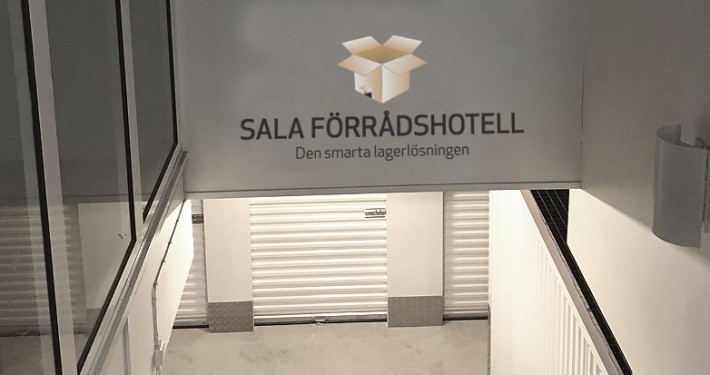 SALA FÖRRÅDSHOTELL
Den smarta lagerlösningen